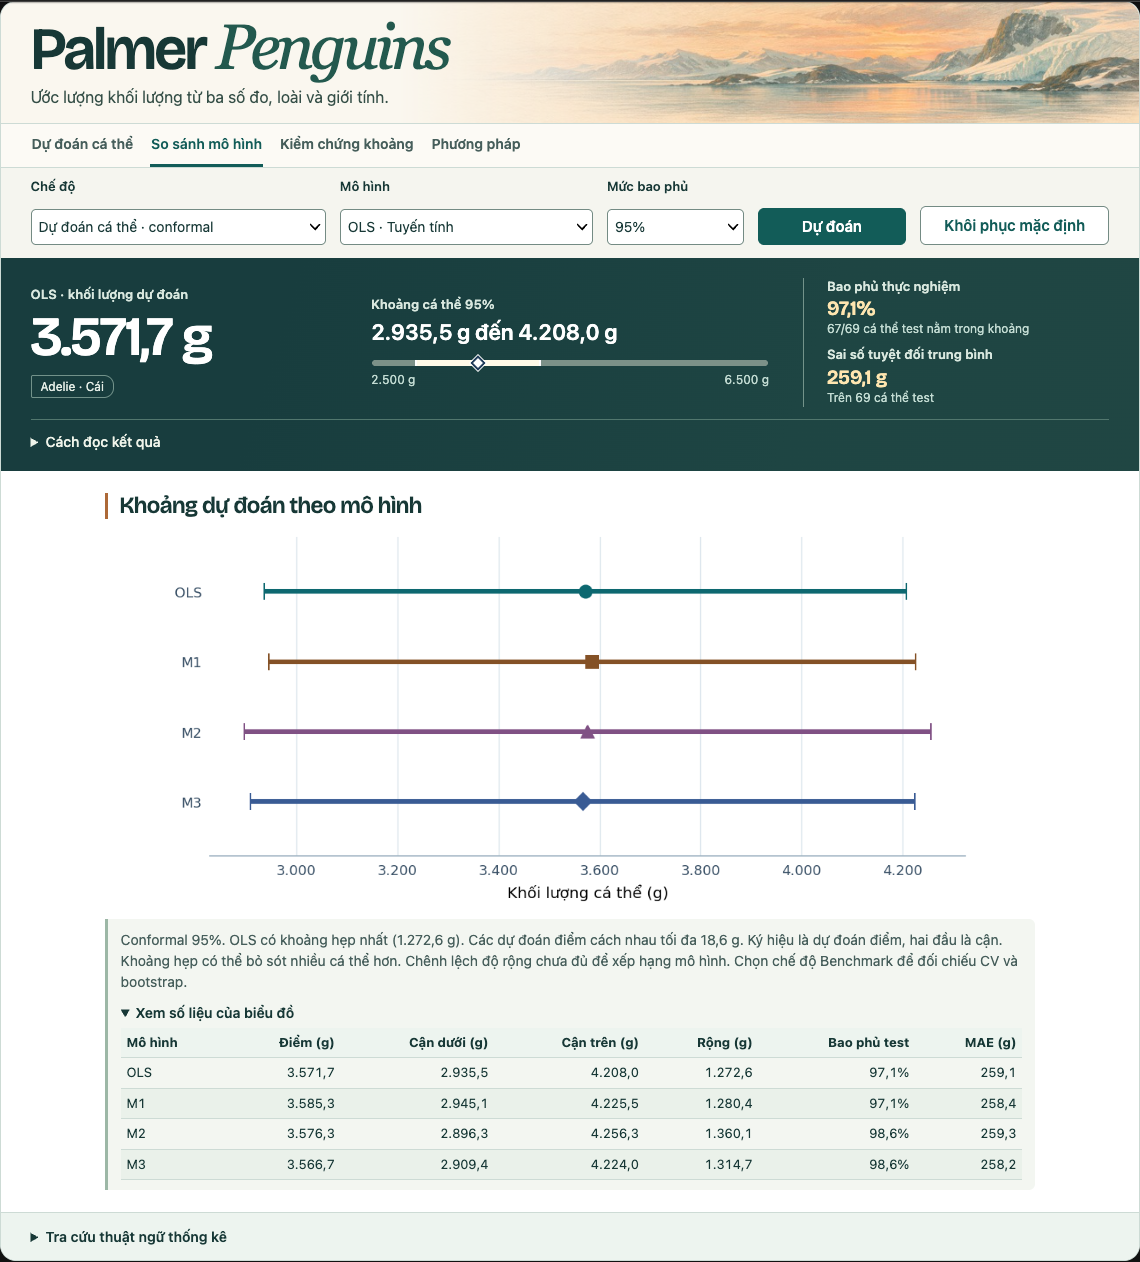 Palmer Penguins
Ước lượng khối lượng từ ba số đo, loài và giới tính.
Dự đoán cá thể So sánh mô hình Kiểm chứng khoảng Phương pháp
Chế độ Mô hình Mức bao phủ
Dự đoán cá thể · conformal OLS · Tuyến tính 95% Dự đoán Khôi phục mặc định
OLS · khối lượng dự đoán
3.571,7 g
Adelie · Cái
Khoảng cá thể 95%
2.935,5 g đến 4.208,0 g
2.500 g 6.500 g
Bao phủ thực nghiệm
97,1%
67/69 cá thể test nằm trong khoảng
Sai số tuyệt đối trung bình
259,1 g
Trên 69 cá thể test
Cách đọc kết quả
Khoảng dự đoán theo mô hình
OLS
M1
M2
M3
3.000 3.200 3.400 3.600 3.800 4.000 4.200
Khối lượng cá thể (g)
Conformal 95%. OLS có khoảng hẹp nhất (1.272,6 g). Các dự đoán điểm cách nhau tối đa 18,6 g. Ký hiệu là dự đoán điểm, hai đầu là cận.
Khoảng hẹp có thể bỏ sót nhiều cá thể hơn. Chênh lệch độ rộng chưa đủ để xếp hạng mô hình. Chọn chế độ Benchmark để đối chiếu CV và
bootstrap.
Xem số liệu của biểu đồ
Mô hình Điểm (g) Cận dưới (g) Cận trên (g) Rộng (g) Bao phủ test MAE (g)
OLS 3.571,7 2.935,5 4.208,0 1.272,6 97,1% 259,1
M1 3.585,3 2.945,1 4.225,5 1.280,4 97,1% 258,4
M2 3.576,3 2.896,3 4.256,3 1.360,1 98,6% 259,3
M3 3.566,7 2.909,4 4.224,0 1.314,7 98,6% 258,2
Tra cứu thuật ngữ thống kê